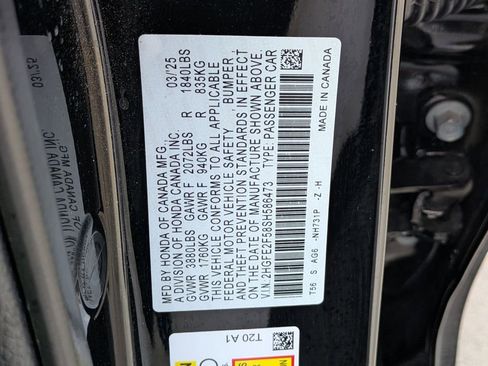 MFD. BY HONDA OF CANADA MFG. 03/25
A DIVISION OF HONDA CANADA INC.
GVWR 3880LBS GAWR F 2072LBS R 1840LBS
GVWR 1760KG GAWR F 940KG R 835KG
THIS VEHICLE CONFORMS TO ALL APPLICABLE
FEDERAL MOTOR VEHICLE SAFETY, BUMPER,
AND THEFT PREVENTION STANDARDS IN EFFECT
ON THE DATE OF MANUFACTURE SHOWN ABOVE.
V.I.N. 2HGFE2F58SH586473 TYPE:PASSENGER CAR
T56 S AG6 -NH731P -Z -H MADE IN CANADA
T20 A1
03/25